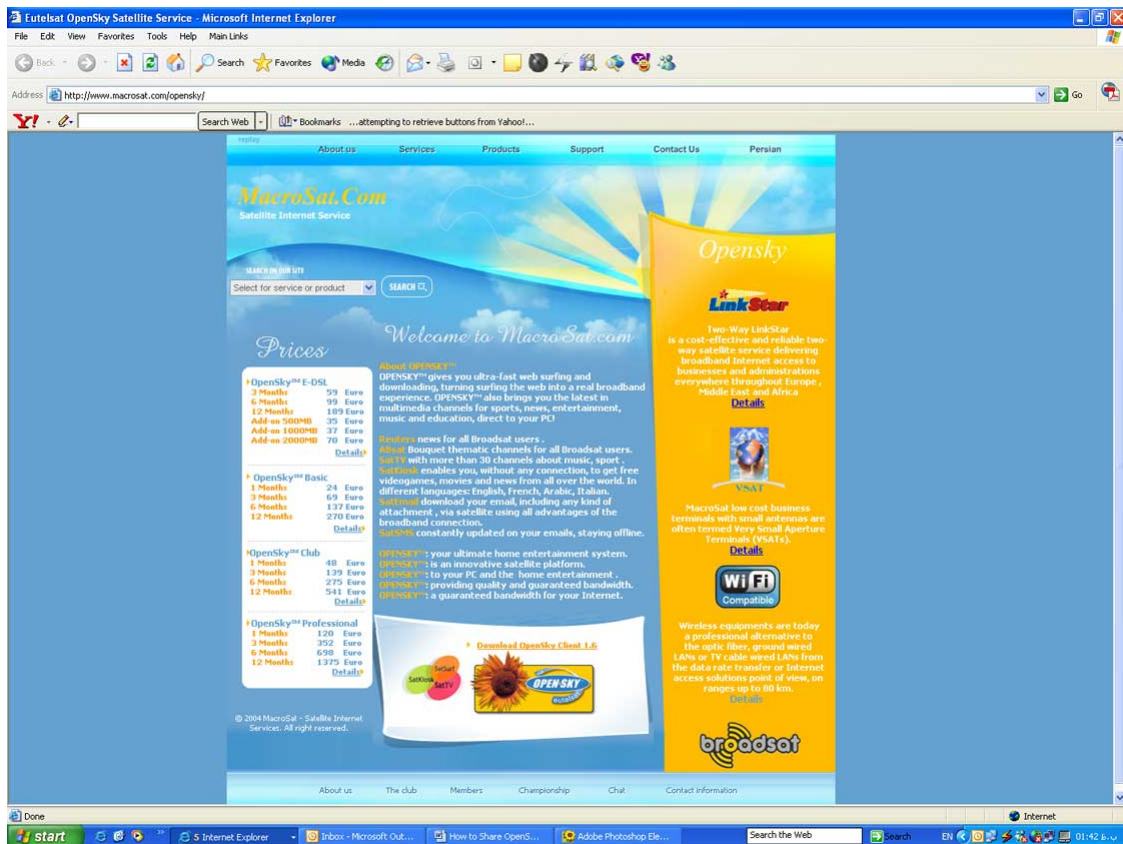 Eutelsat OpenSky Satellite Service - Microsoft Internet Explorer
File Edit View Favorites Tools Help Main Links
Back Search Favorites Media
Address http://www.macrosat.com/opensky/ Go
Y! Search Web Bookmarks ...attempting to retrieve buttons from Yahoo!...
replay
About us Services Products Support Contact Us Persian
MacroSat.Com
Satellite Internet Service
SEARCH ON OUR SITE
Select for service or product SEARCH
Prices
OpenSky™ E-DSL
3 Months 59 Euro
6 Months 99 Euro
12 Months 189 Euro
Add-on 500MB 35 Euro
Add-on 1000MB 37 Euro
Add-on 2000MB 70 Euro
Details
OpenSky™ Basic
1 Months 24 Euro
3 Months 69 Euro
6 Months 137 Euro
12 Months 270 Euro
Details
OpenSky™ Club
1 Months 48 Euro
3 Months 139 Euro
6 Months 275 Euro
12 Months 541 Euro
Details
OpenSky™ Professional
1 Months 120 Euro
3 Months 352 Euro
6 Months 698 Euro
12 Months 1375 Euro
Details
© 2004 MacroSat - Satellite Internet
Services. All right reserved.
Welcome to MacroSat.com
About OPENSKY™
OPENSKY™ gives you ultra-fast web surfing and
downloading, turning surfing the web into a real broadband
experience. OPENSKY™ also brings you the latest in
multimedia channels for sports, news, entertainment,
music and education, direct to your PC!
Reuters news for all Broadsat users .
Absat Bouquet thematic channels for all Broadsat users.
SatTV with more than 30 channels about music, sport .
SatKiosk enables you, without any connection, to get free
videogames, movies and news from all over the world. In
different languages: English, French, Arabic, Italian.
SatEmail download your email, including any kind of
attachment , via satellite using all advantages of the
broadband connection.
SatSMS constantly updated on your emails, staying offline.
OPENSKY™: your ultimate home entertainment system.
OPENSKY™: is an innovative satellite platform.
OPENSKY™: to your PC and the home entertainment .
OPENSKY™: providing quality and guaranteed bandwidth.
OPENSKY™: a guaranteed bandwidth for your Internet.
Download OpenSky Client 1.6
SatKiosk
SatTV
OPEN-SKY
eutelsat
Opensky
LinkStar
Two-Way LinkStar
is a cost-effective and reliable two-
way satellite service delivering
broadband Internet access to
businesses and administrations
everywhere throughout Europe ,
Middle East and Africa
Details
VSAT
MacroSat low cost business
terminals with small antennas are
often termed Very Small Aperture
Terminals (VSATs).
Details
Wi Fi
Compatible
Wireless equipments are today
a professional alternative to
the optic fiber, ground wired
LANs or TV cable wired LANs from
the data rate transfer or Internet
access solutions point of view, on
ranges up to 80 km.
Details
broadsat
About us The club Members Championship Chat Contact information
Done Internet
start 5 Internet Explorer Inbox - Microsoft Out... How to Share OpenS... Adobe Photoshop Ele... Search the Web Search EN 01:42 ب.ظ